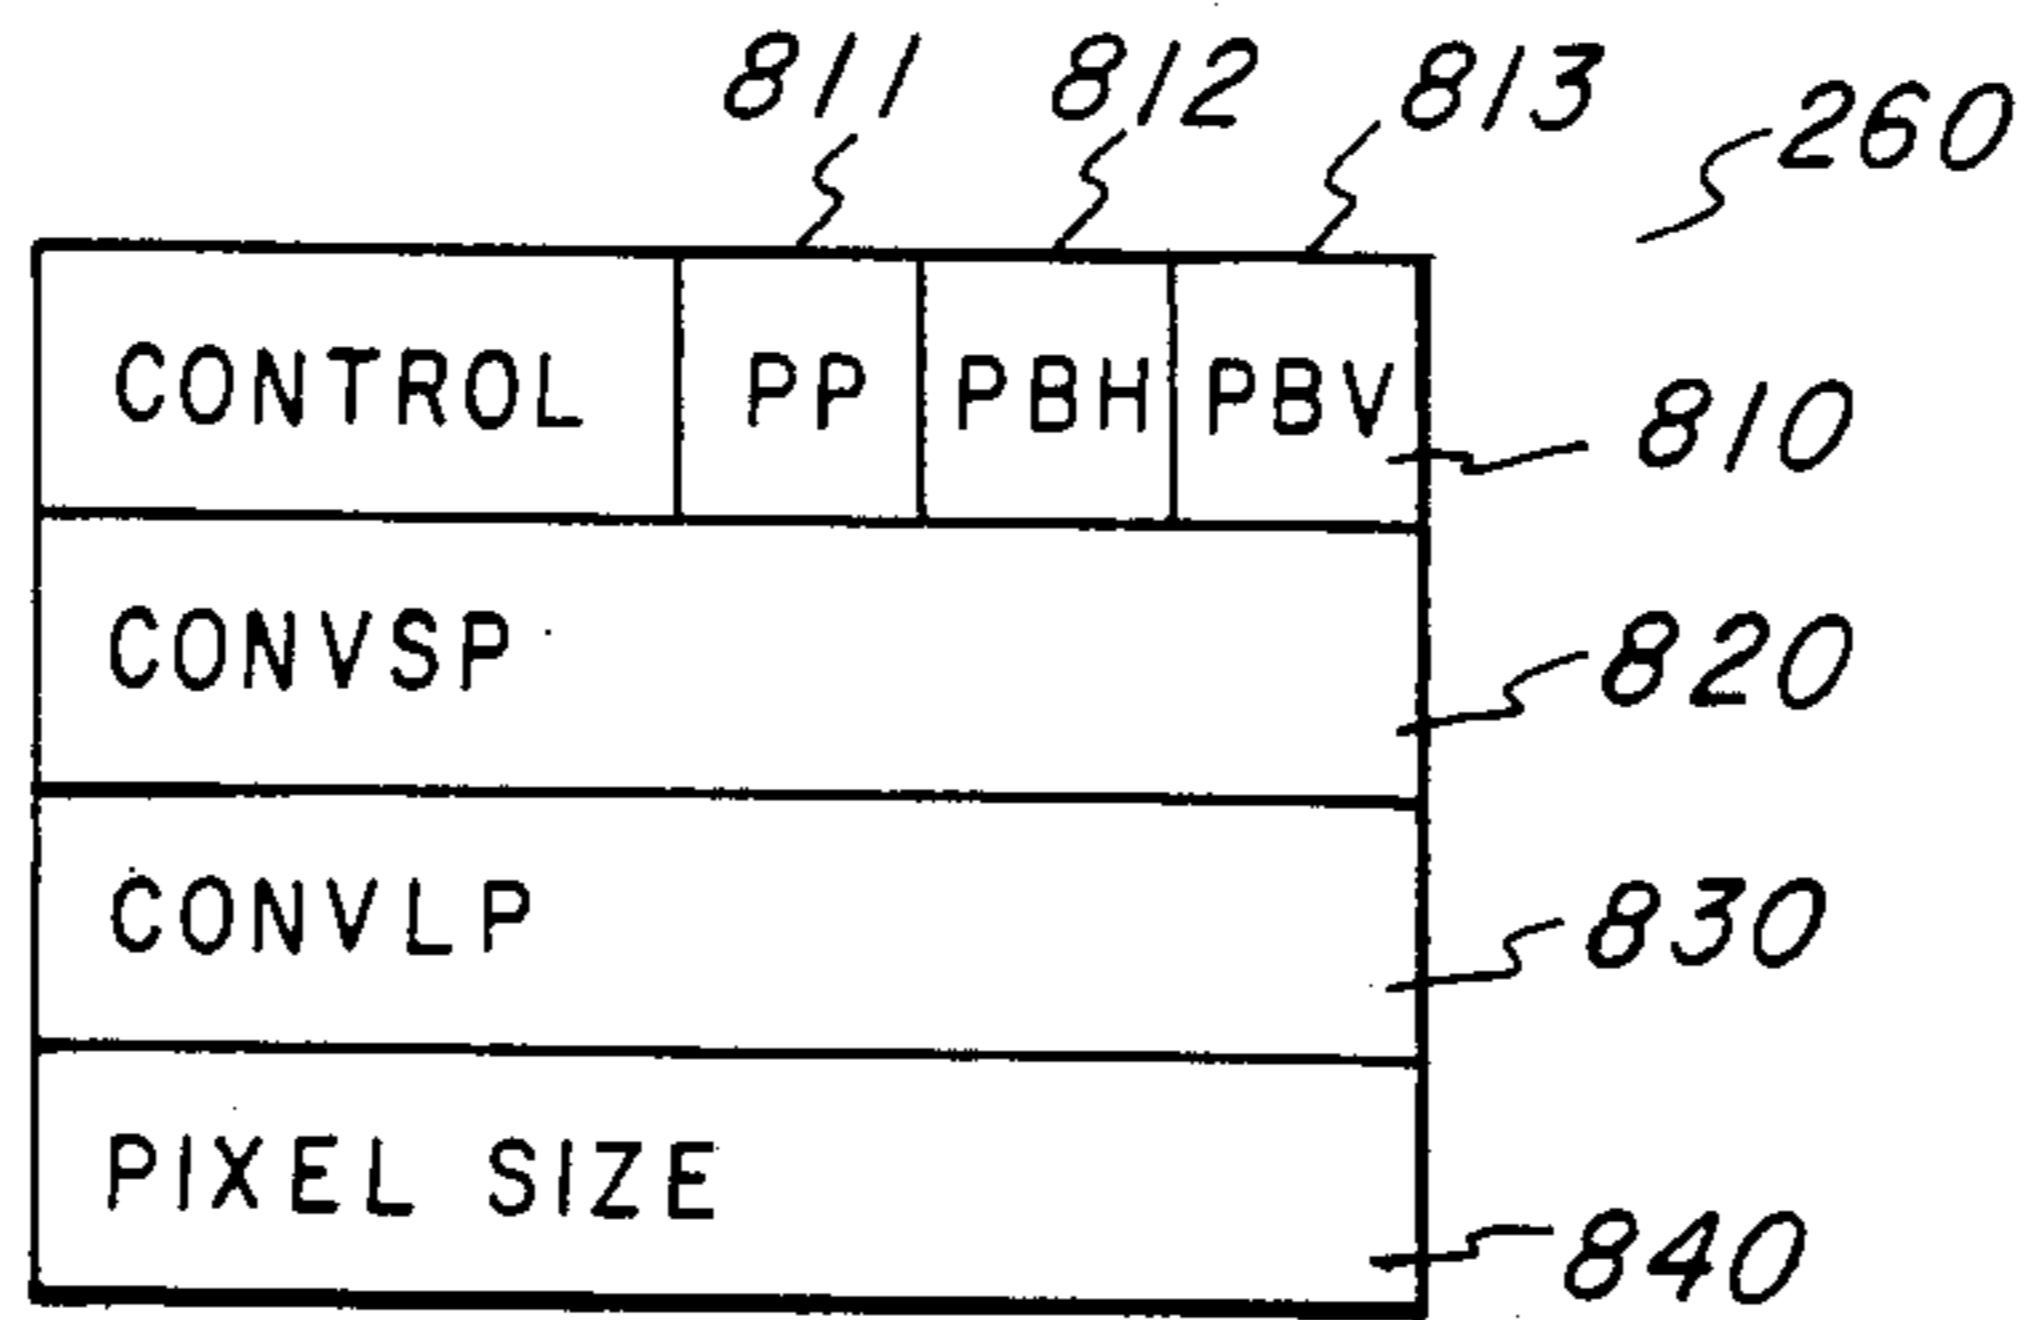 811 812 813 260
CONTROL PP PBH PBV 810
CONVSP 820
CONVLP 830
PIXEL SIZE 840